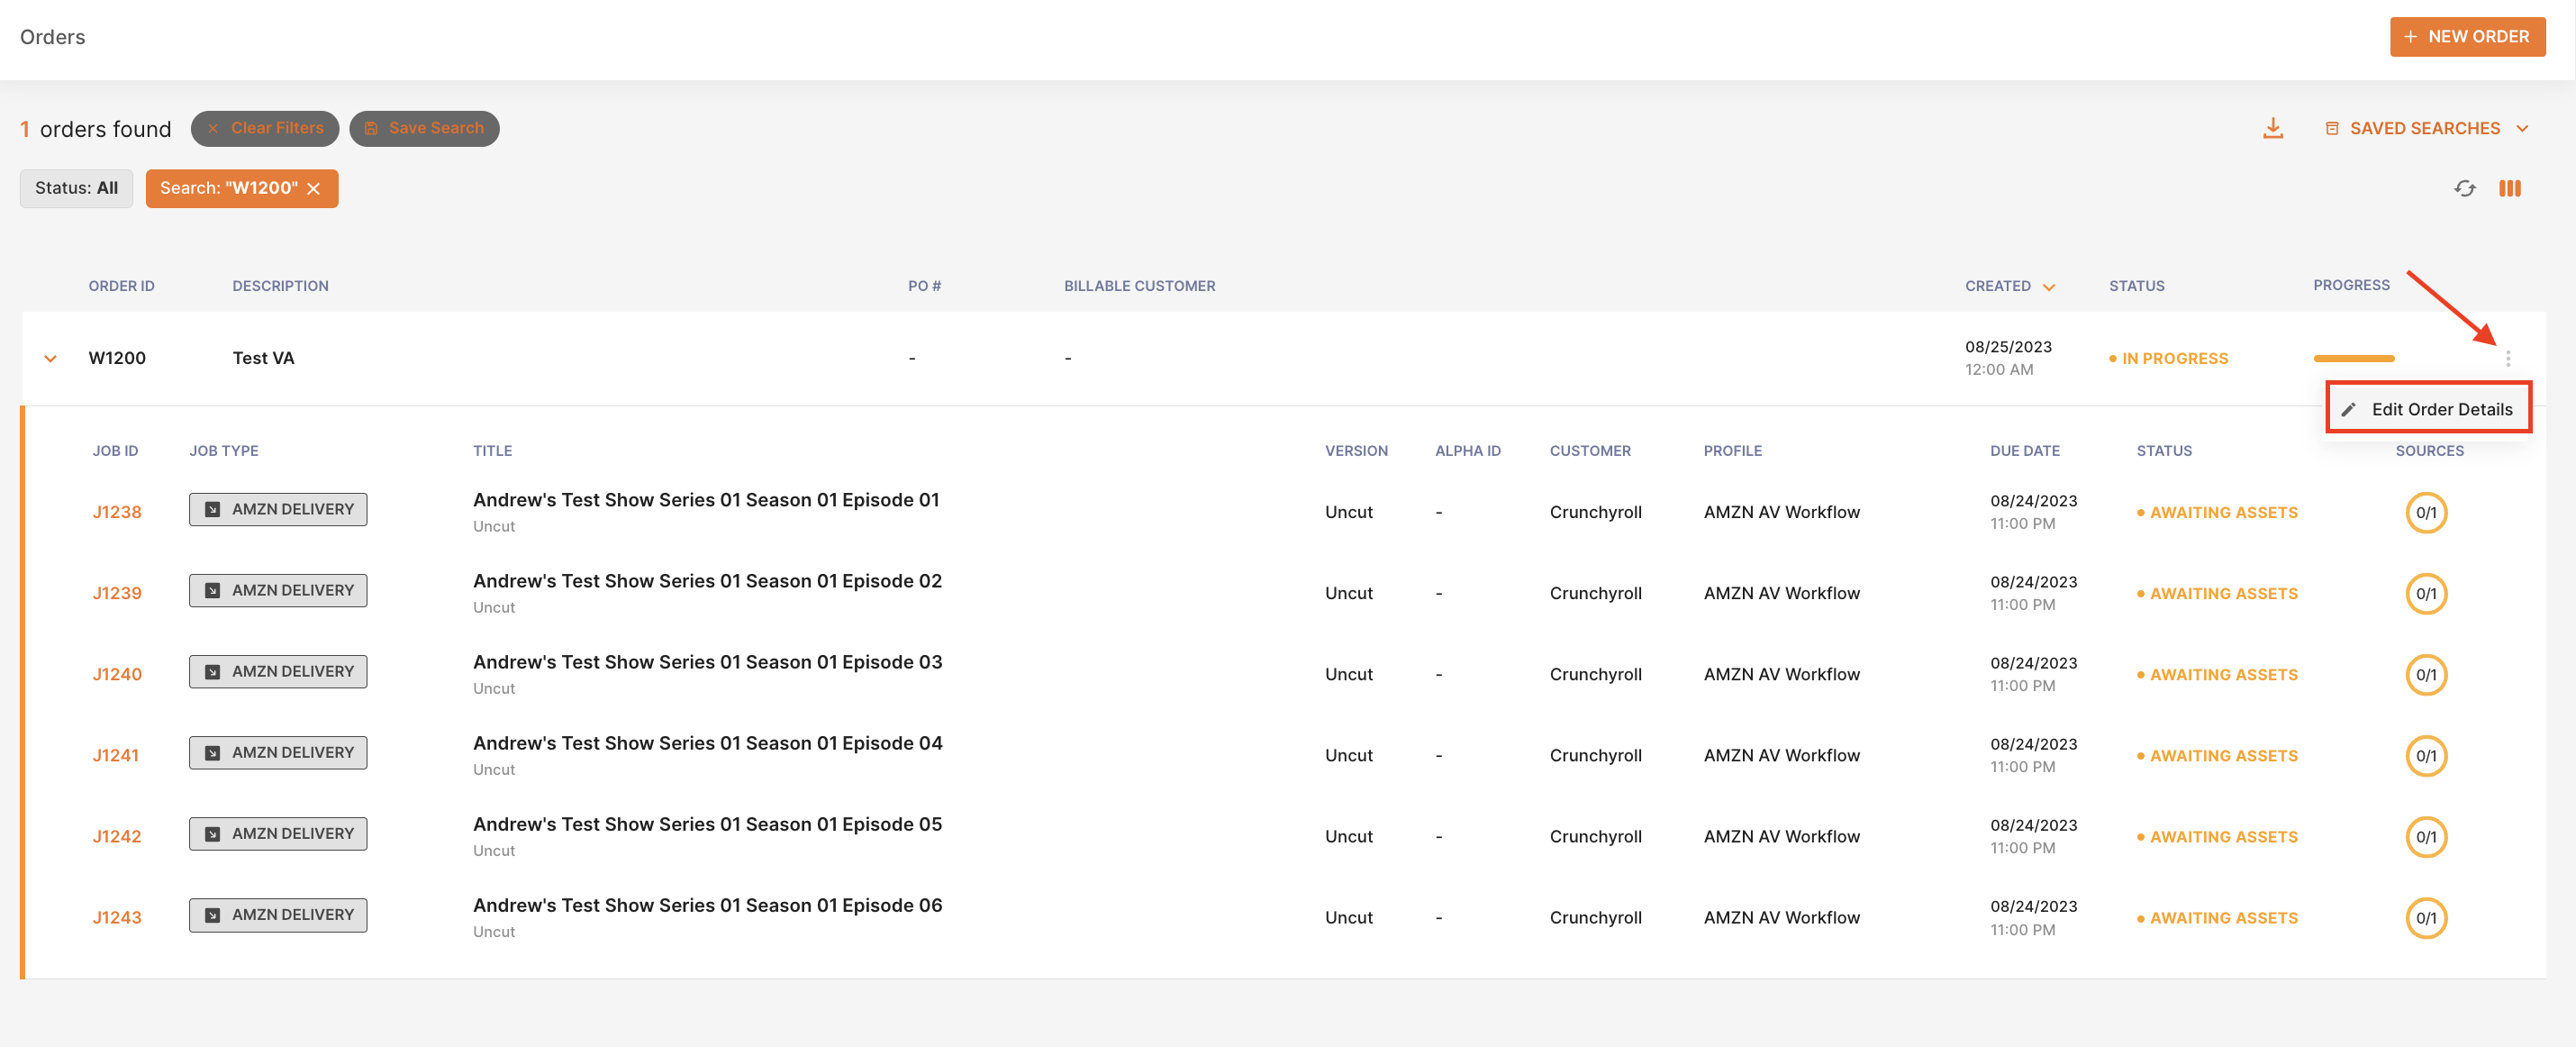 Orders
NEW ORDER
1 orders found
Clear Filters
Save Search
SAVED SEARCHES
Status: All
Search: "W1200"
ORDER ID DESCRIPTION PO # BILLABLE CUSTOMER CREATED STATUS PROGRESS
W1200 Test VA - - 08/25/2023 IN PROGRESS
12:00 AM
Edit Order Details
JOB ID JOB TYPE TITLE VERSION ALPHA ID CUSTOMER PROFILE DUE DATE STATUS SOURCES
J1238 AMZN DELIVERY Andrew's Test Show Series 01 Season 01 Episode 01 Uncut - Crunchyroll AMZN AV Workflow 08/24/2023 AWAITING ASSETS 0/1
Uncut 11:00 PM
J1239 AMZN DELIVERY Andrew's Test Show Series 01 Season 01 Episode 02 Uncut - Crunchyroll AMZN AV Workflow 08/24/2023 AWAITING ASSETS 0/1
Uncut 11:00 PM
J1240 AMZN DELIVERY Andrew's Test Show Series 01 Season 01 Episode 03 Uncut - Crunchyroll AMZN AV Workflow 08/24/2023 AWAITING ASSETS 0/1
Uncut 11:00 PM
J1241 AMZN DELIVERY Andrew's Test Show Series 01 Season 01 Episode 04 Uncut - Crunchyroll AMZN AV Workflow 08/24/2023 AWAITING ASSETS 0/1
Uncut 11:00 PM
J1242 AMZN DELIVERY Andrew's Test Show Series 01 Season 01 Episode 05 Uncut - Crunchyroll AMZN AV Workflow 08/24/2023 AWAITING ASSETS 0/1
Uncut 11:00 PM
J1243 AMZN DELIVERY Andrew's Test Show Series 01 Season 01 Episode 06 Uncut - Crunchyroll AMZN AV Workflow 08/24/2023 AWAITING ASSETS 0/1
Uncut 11:00 PM